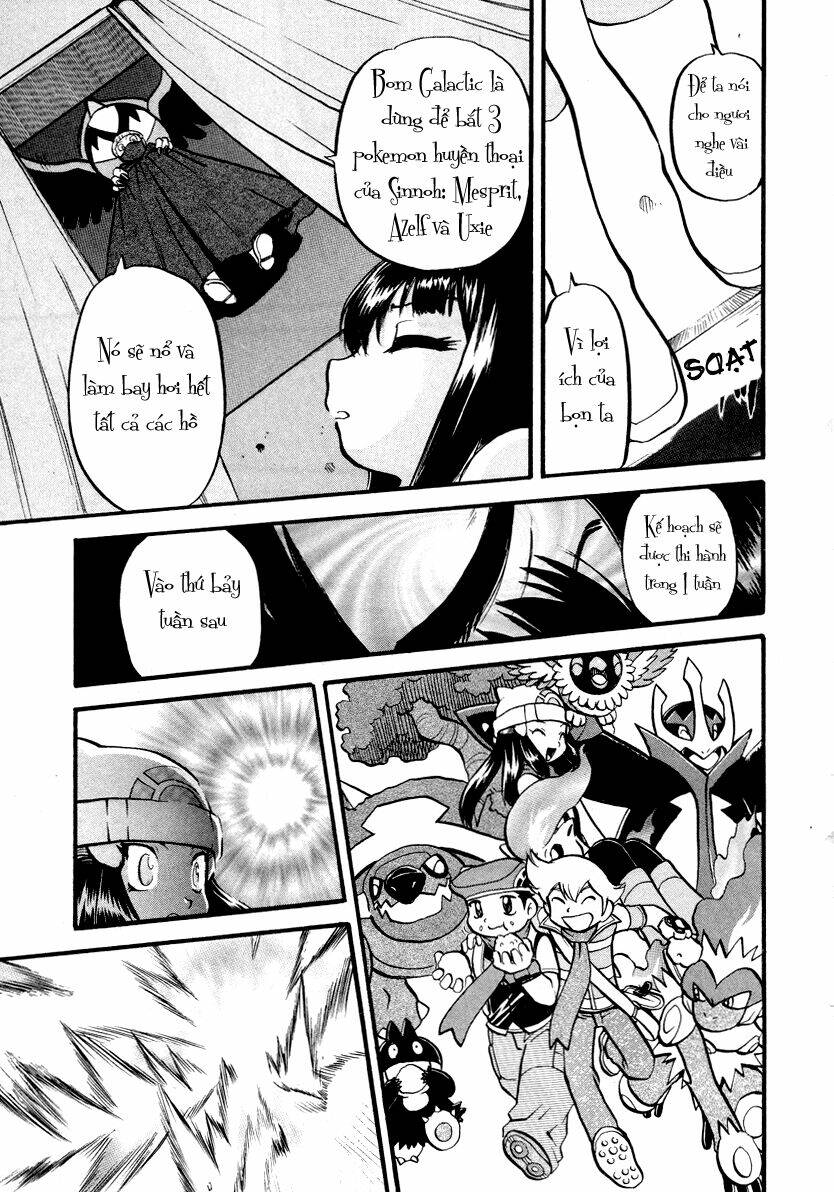 Để ta nói
cho ngươi
nghe vài
điều
Vì lợi
ích của
bọn ta
SOẠT
Bom Galactic là
dùng để bắt 3
pokemon huyền thoại
của Sinnoh: Mesprit,
Azelf và Uxie
Nó sẽ nổ và
làm bay hơi hết
tất cả các hồ
Kế hoạch sẽ
được thi hành
trong 1 tuần
Vào thứ bảy
tuần sau